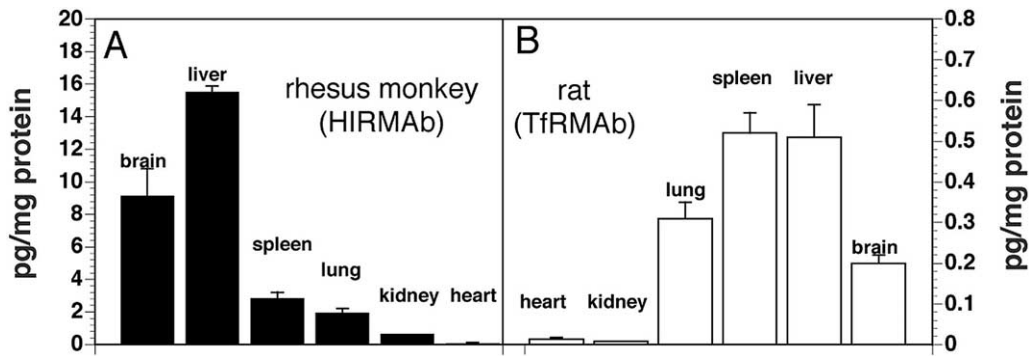 pg/mg protein
20
18
16
14
12
10
8
6
4
2
0
A
rhesus monkey
(HIRMAb)
brain
liver
spleen
lung
kidney
heart
B
rat
(TfRMAb)
heart
kidney
lung
spleen
liver
brain
0.8
0.7
0.6
0.5
0.4
0.3
0.2
0.1
0
pg/mg protein